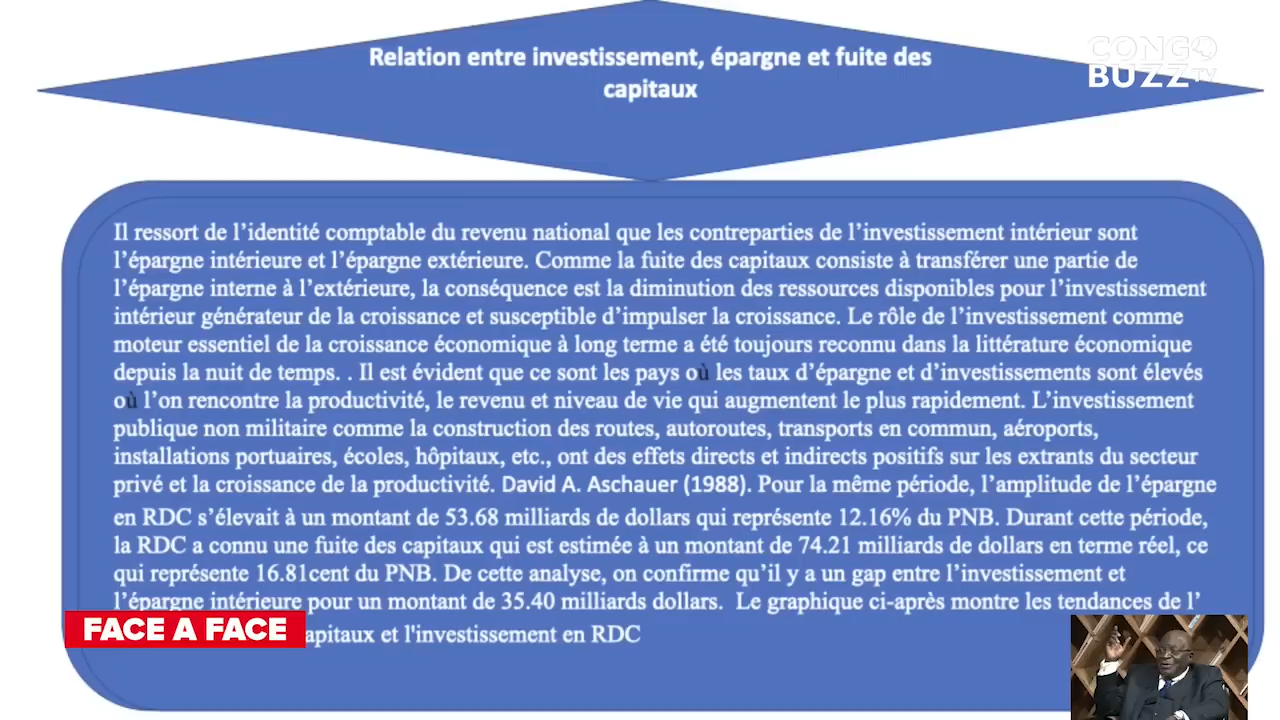 Relation entre investissement, épargne et fuite des
capitaux
CONGO
BUZZ TV
Il ressort de l’identité comptable du revenu national que les contreparties de l’investissement intérieur sont
l’épargne intérieure et l’épargne extérieure. Comme la fuite des capitaux consiste à transférer une partie de
l’épargne interne à l’extérieure, la conséquence est la diminution des ressources disponibles pour l’investissement
intérieur générateur de la croissance et susceptible d’impulser la croissance. Le rôle de l’investissement comme
moteur essentiel de la croissance économique à long terme a été toujours reconnu dans la littérature économique
depuis la nuit de temps. . Il est évident que ce sont les pays où les taux d’épargne et d’investissements sont élevés
où l’on rencontre la productivité, le revenu et niveau de vie qui augmentent le plus rapidement. L’investissement
publique non militaire comme la construction des routes, autoroutes, transports en commun, aéroports,
installations portuaires, écoles, hôpitaux, etc., ont des effets directs et indirects positifs sur les extrants du secteur
privé et la croissance de la productivité. David A. Aschauer (1988). Pour la même période, l’amplitude de l’épargne
en RDC s’élevait à un montant de 53.68 milliards de dollars qui représente 12.16% du PNB. Durant cette période,
la RDC a connu une fuite des capitaux qui est estimée à un montant de 74.21 milliards de dollars en terme réel, ce
qui représente 16.81cent du PNB. De cette analyse, on confirme qu’il y a un gap entre l’investissement et
l’épargne intérieure pour un montant de 35.40 milliards dollars. Le graphique ci-après montre les tendances de l’
apitaux et l'investissement en RDC
FACE A FACE